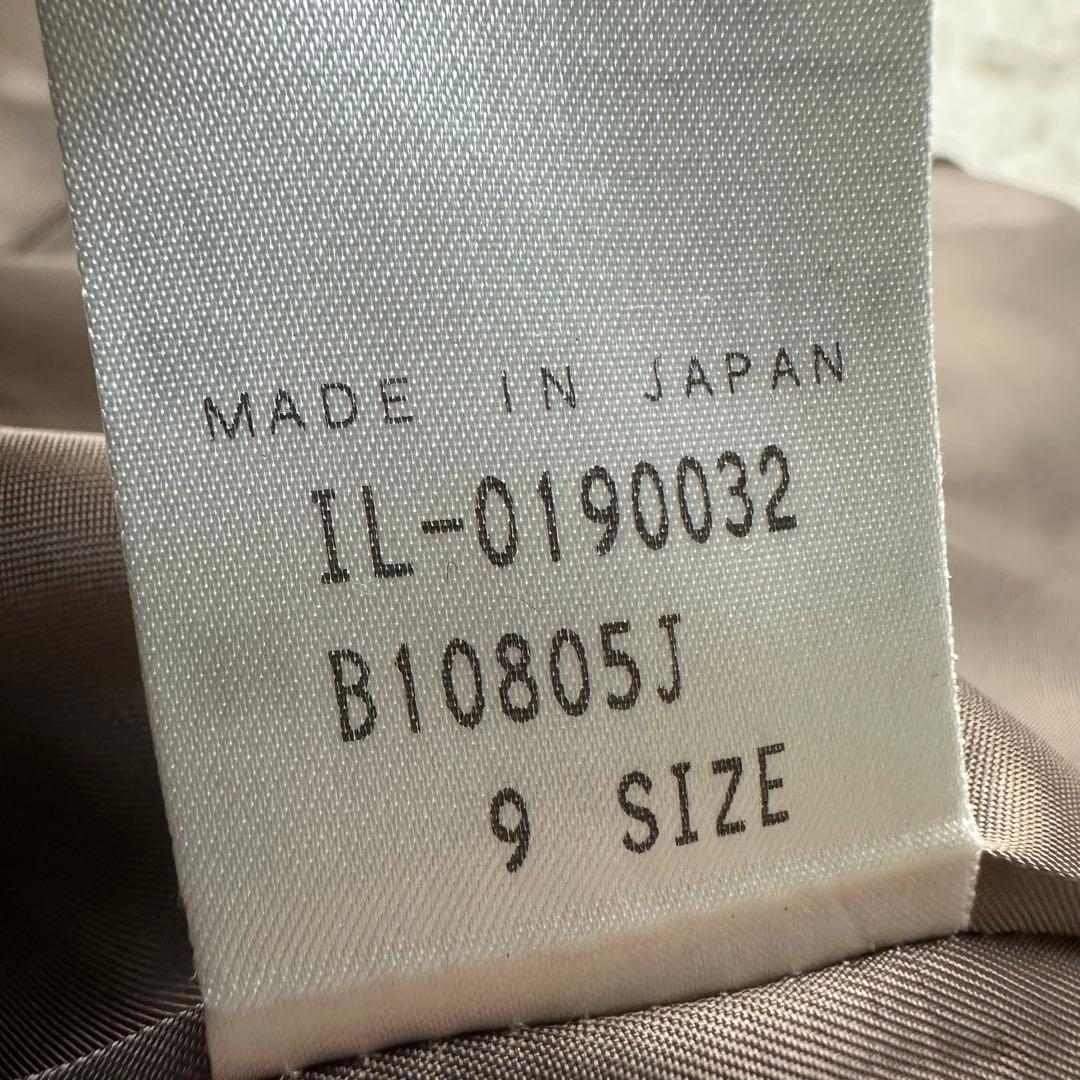 MADE IN JAPAN
IL-0190032
B10805J
9 SIZE